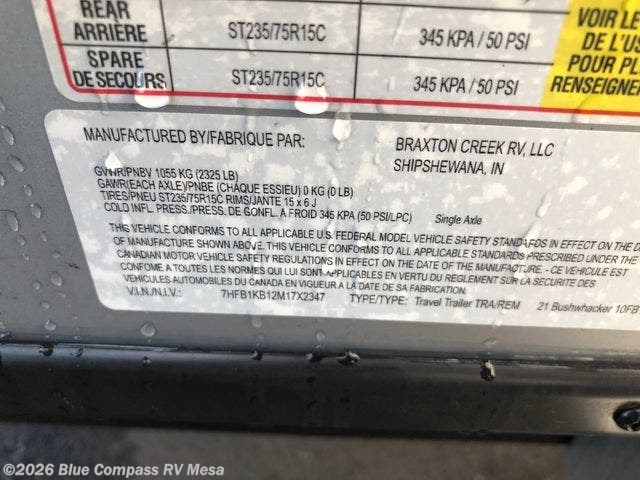 REAR
ARRIÈRE ST235/75R15C 345 KPA / 50 PSI
SPARE
DE SECOURS ST235/75R15C 345 KPA / 50 PSI
VOIR LE
DE L'US
POUR PL
RENSEIGNEM
MANUFACTURED BY/FABRIQUE PAR: BRAXTON CREEK RV, LLC
SHIPSHEWANA, IN
GVWR/PNBV 1055 KG (2325 LB)
GAWR/EACH AXLE/PNBE (CHAQUE ESSIEU) 0 KG (0 LB)
TIRES/PNEU ST235/75R15C RIMS/JANTE 15 x 6 J
COLD INFL. PRESS./PRESS. DE GONFL. A FROID 345 KPA (50 PSI/LPC) Single Axle
THIS VEHICLE CONFORMS TO ALL APPLICABLE U.S. FEDERAL MODEL VEHICLE SAFETY STANDARDS IN EFFECT ON THE D
OF MANUFACTURE SHOWN ABOVE. THIS VEHICLE CONFORMS TO ALL APPLICABLE STANDARDS PRESCRIBED UNDER THE
CANADIAN MOTOR VEHICLE SAFETY REGULATIONS IN EFFECT ON THE DATE OF MANUFACTURE. - CE VEHICULE EST
CONFOME A TOUTES LES NORMES QUI LUI SONT APPLICABLES EN VERTU DU REGLEMENT SUR LA SECURITE DES
VEHICULES AUTOMOBILES DU CANADA EN VIGUEUR A LA DATE DE SA FABRICATION
V.I.N./N.I.V.: 7HFB1KB12M17X2347 TYPE/TYPE: Travel Trailer TRA/REM 21 Bushwhacker 10FB
©2026 Blue Compass RV Mesa